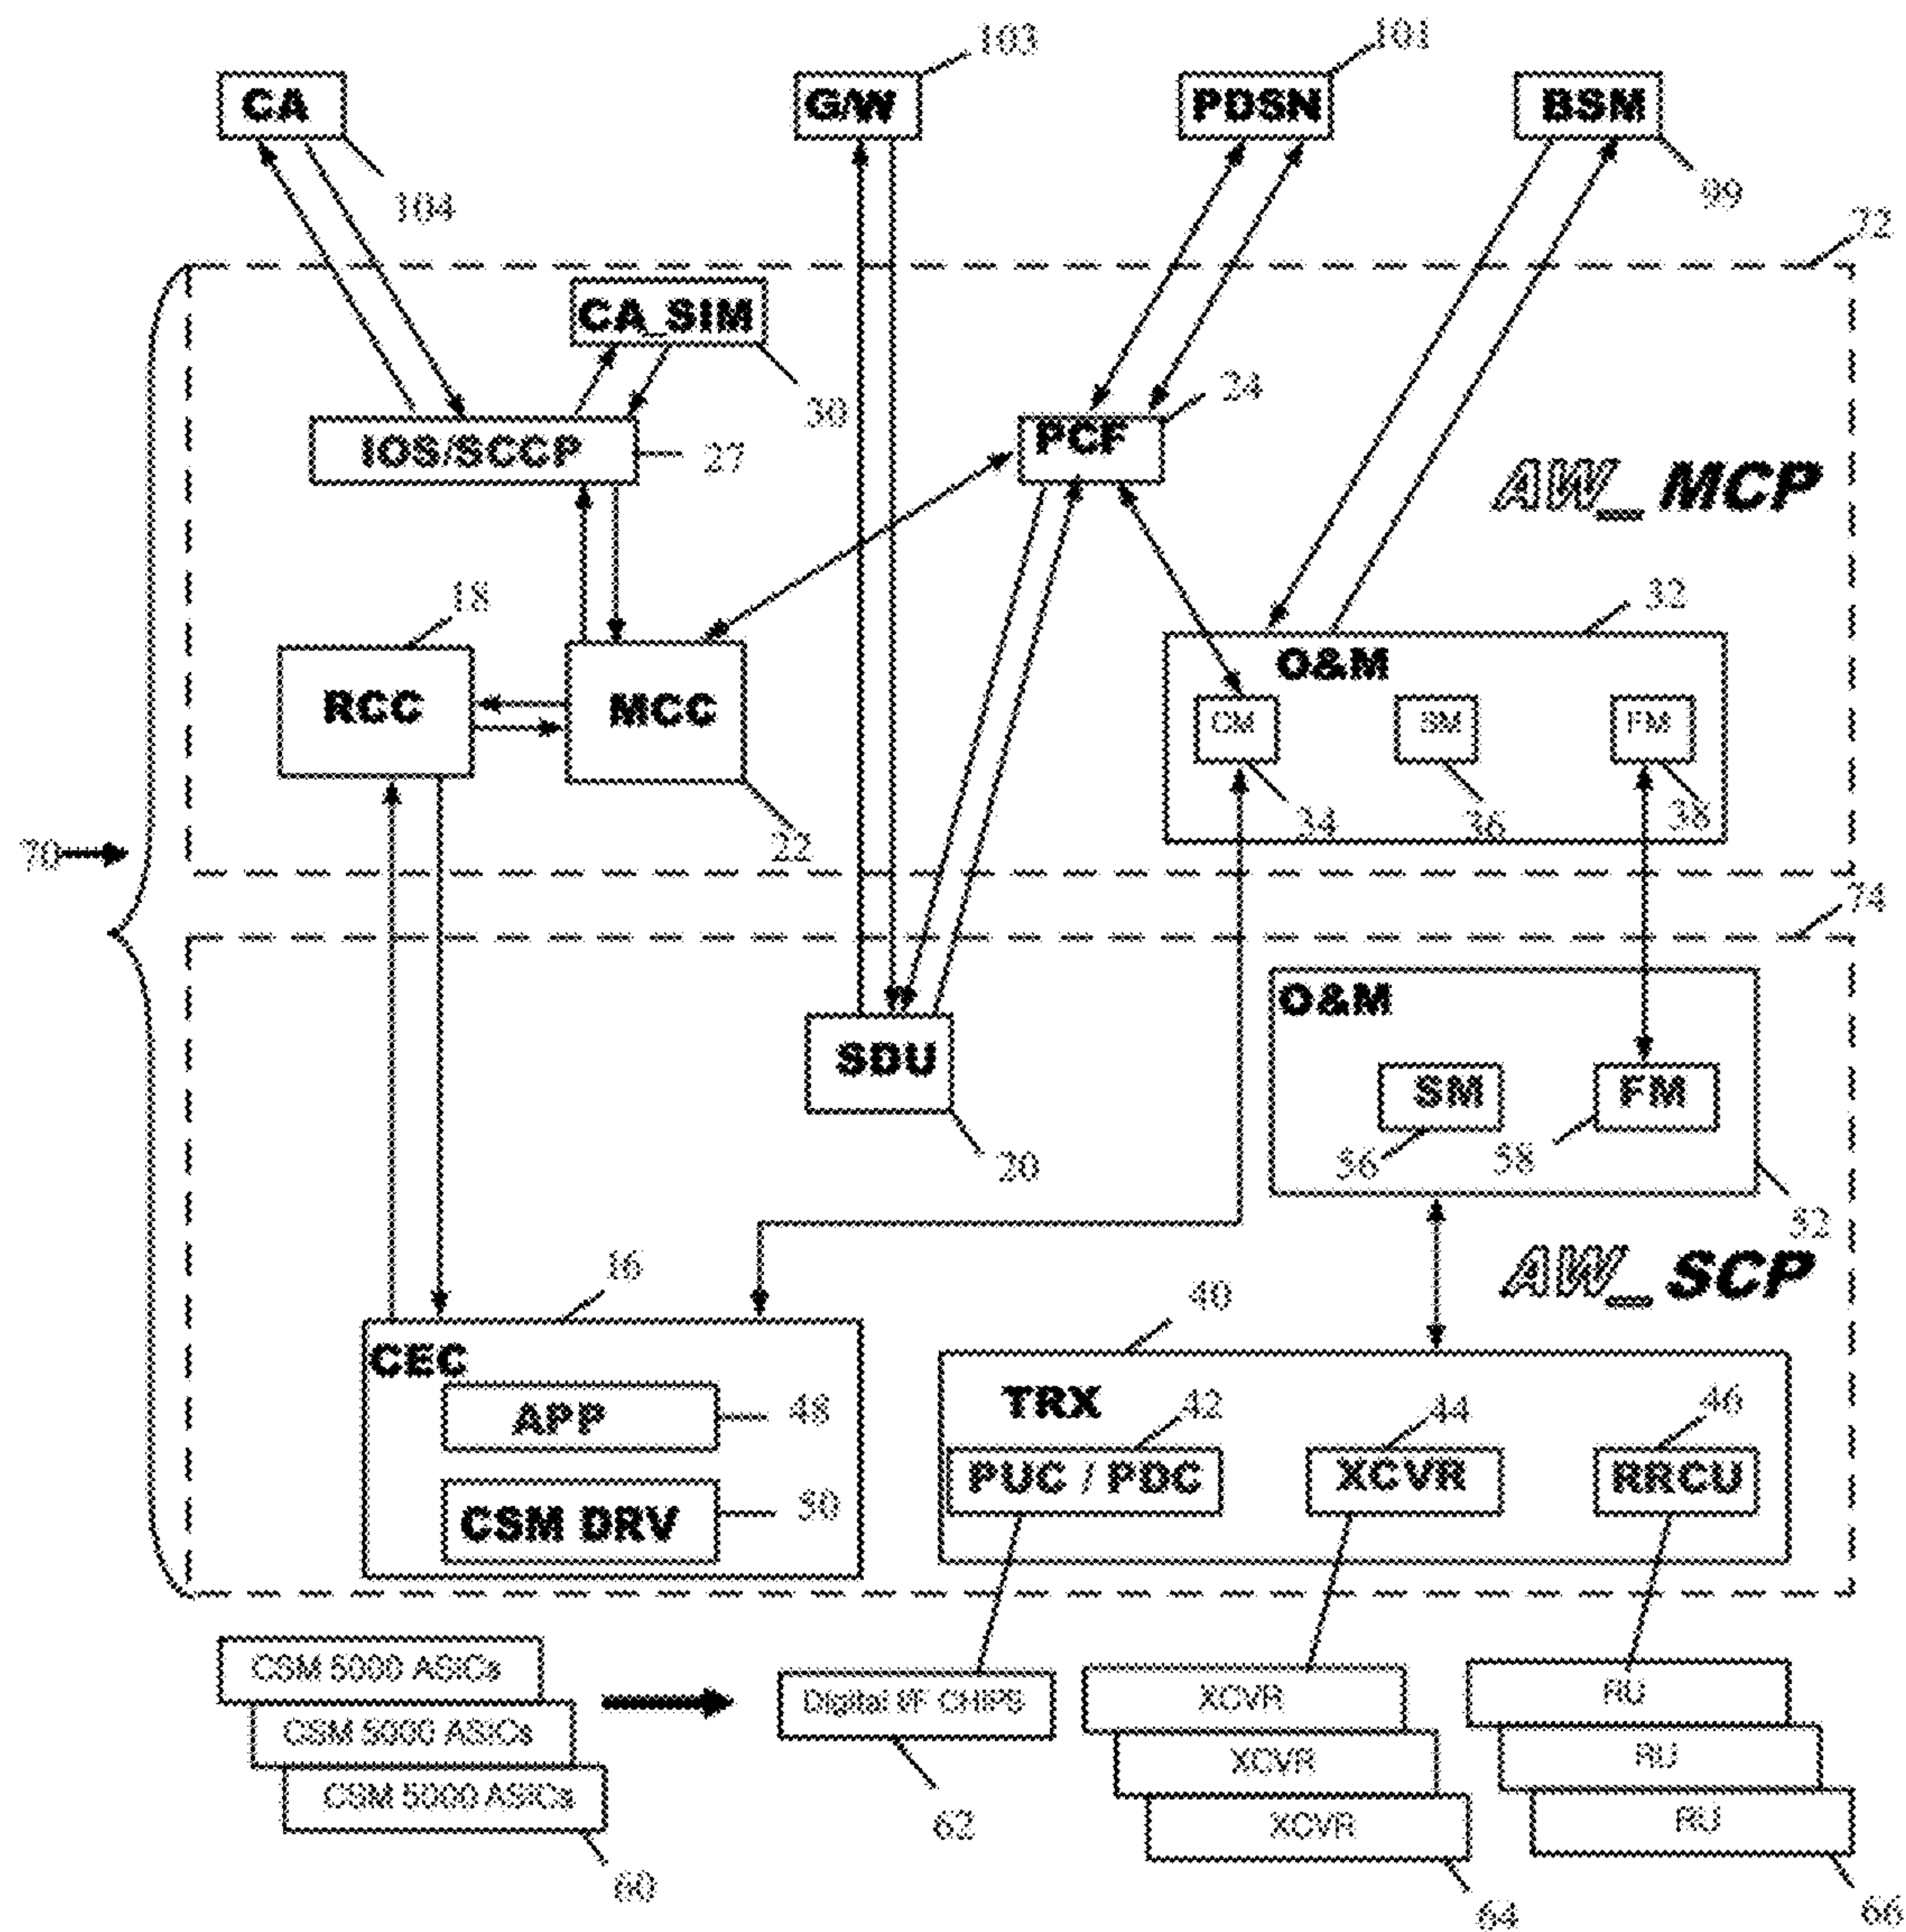 103
101
CA
G/W
PDSN
BSM
104
99
72
CA_SIM
30
24
IOS/SCCP
27
PCF
AW_MCP
18
32
O&M
RCC
MCC
CM
SM
FM
34
36
38
22
70
74
O&M
SDU
SM
FM
56
58
20
52
16
40
AW_SCP
CEC
TRX
42
44
46
APP
48
PUC / PDC
XCVR
RRCU
CSM DRV
50
CSM 5000 ASICs
CSM 5000 ASICs
CSM 5000 ASICs
Digital I/F CHIPS
XCVR
XCVR
XCVR
RU
RU
RU
60
62
64
66